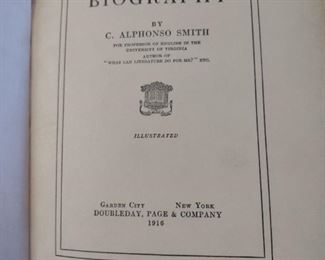 BIOGRAPHY
BY
C. ALPHONSO SMITH
PROFESSOR OF ENGLISH IN THE
UNIVERSITY OF VIRGINIA
AUTHOR OF
"WHAT CAN LITERATURE DO FOR ME?" ETC.
ILLUSTRATED
GARDEN CITY NEW YORK
DOUBLEDAY, PAGE & COMPANY
1916